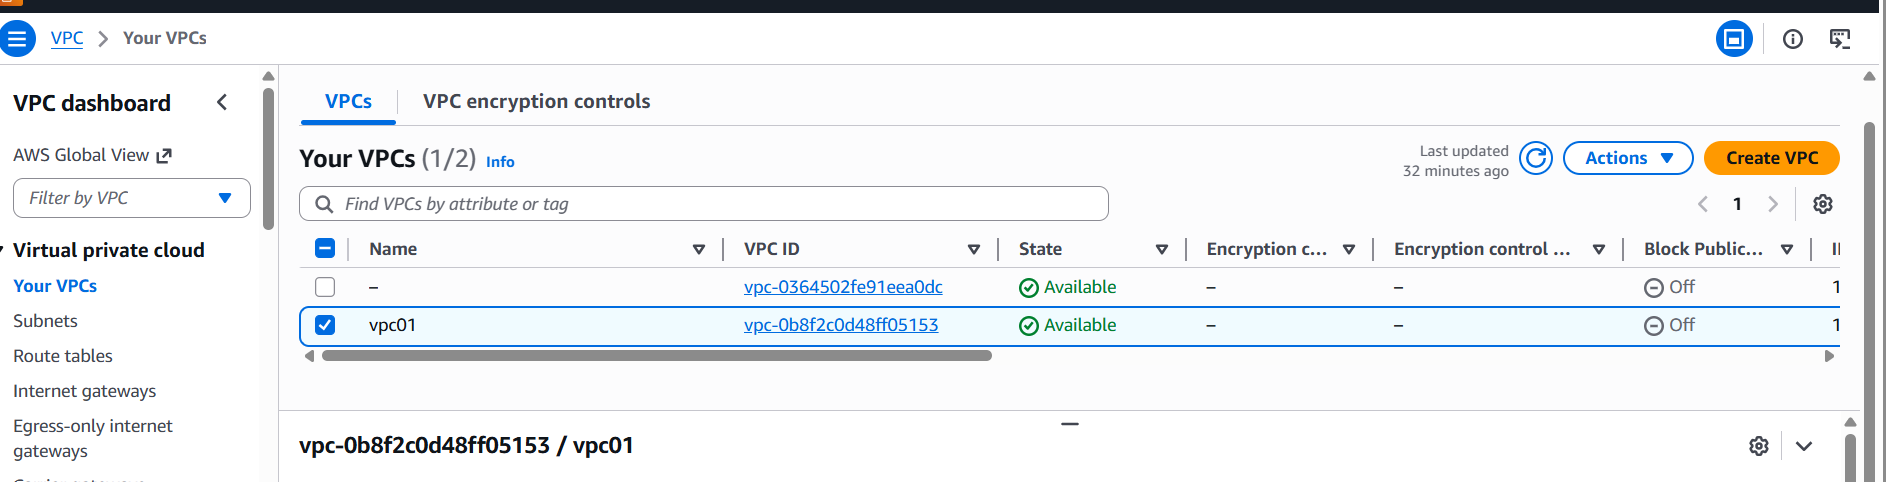 VPC > Your VPCs
VPC dashboard
AWS Global View
Filter by VPC
Virtual private cloud
Your VPCs
Subnets
Route tables
Internet gateways
Egress-only internet
gateways
VPCs
VPC encryption controls
Your VPCs (1/2) Info
Last updated
32 minutes ago
Actions
Create VPC
Find VPCs by attribute or tag
1
Name VPC ID State Encryption c... Encryption control ... Block Public...
– vpc-0364502fe91eea0dc Available – – Off 1
vpc01 vpc-0b8f2c0d48ff05153 Available – – Off 1
vpc-0b8f2c0d48ff05153 / vpc01